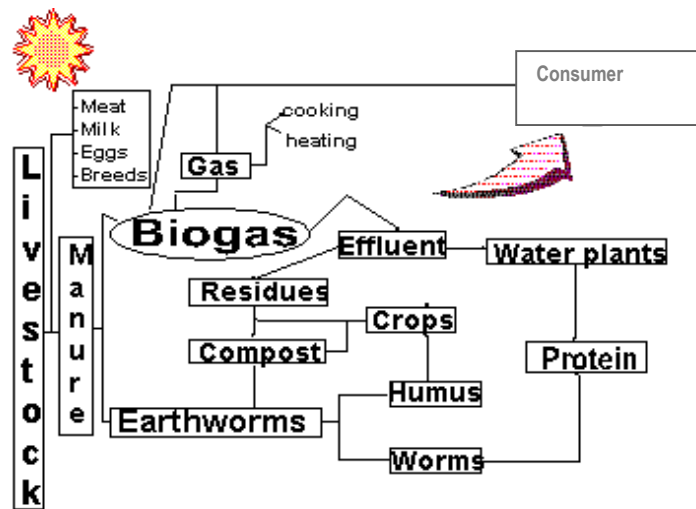 Consumer
Meat
Milk
Eggs
Breeds
cooking
heating
Gas
Livestock
Manure
Biogas
Effluent
Water plants
Residues
Crops
Compost
Protein
Humus
Earthworms
Worms